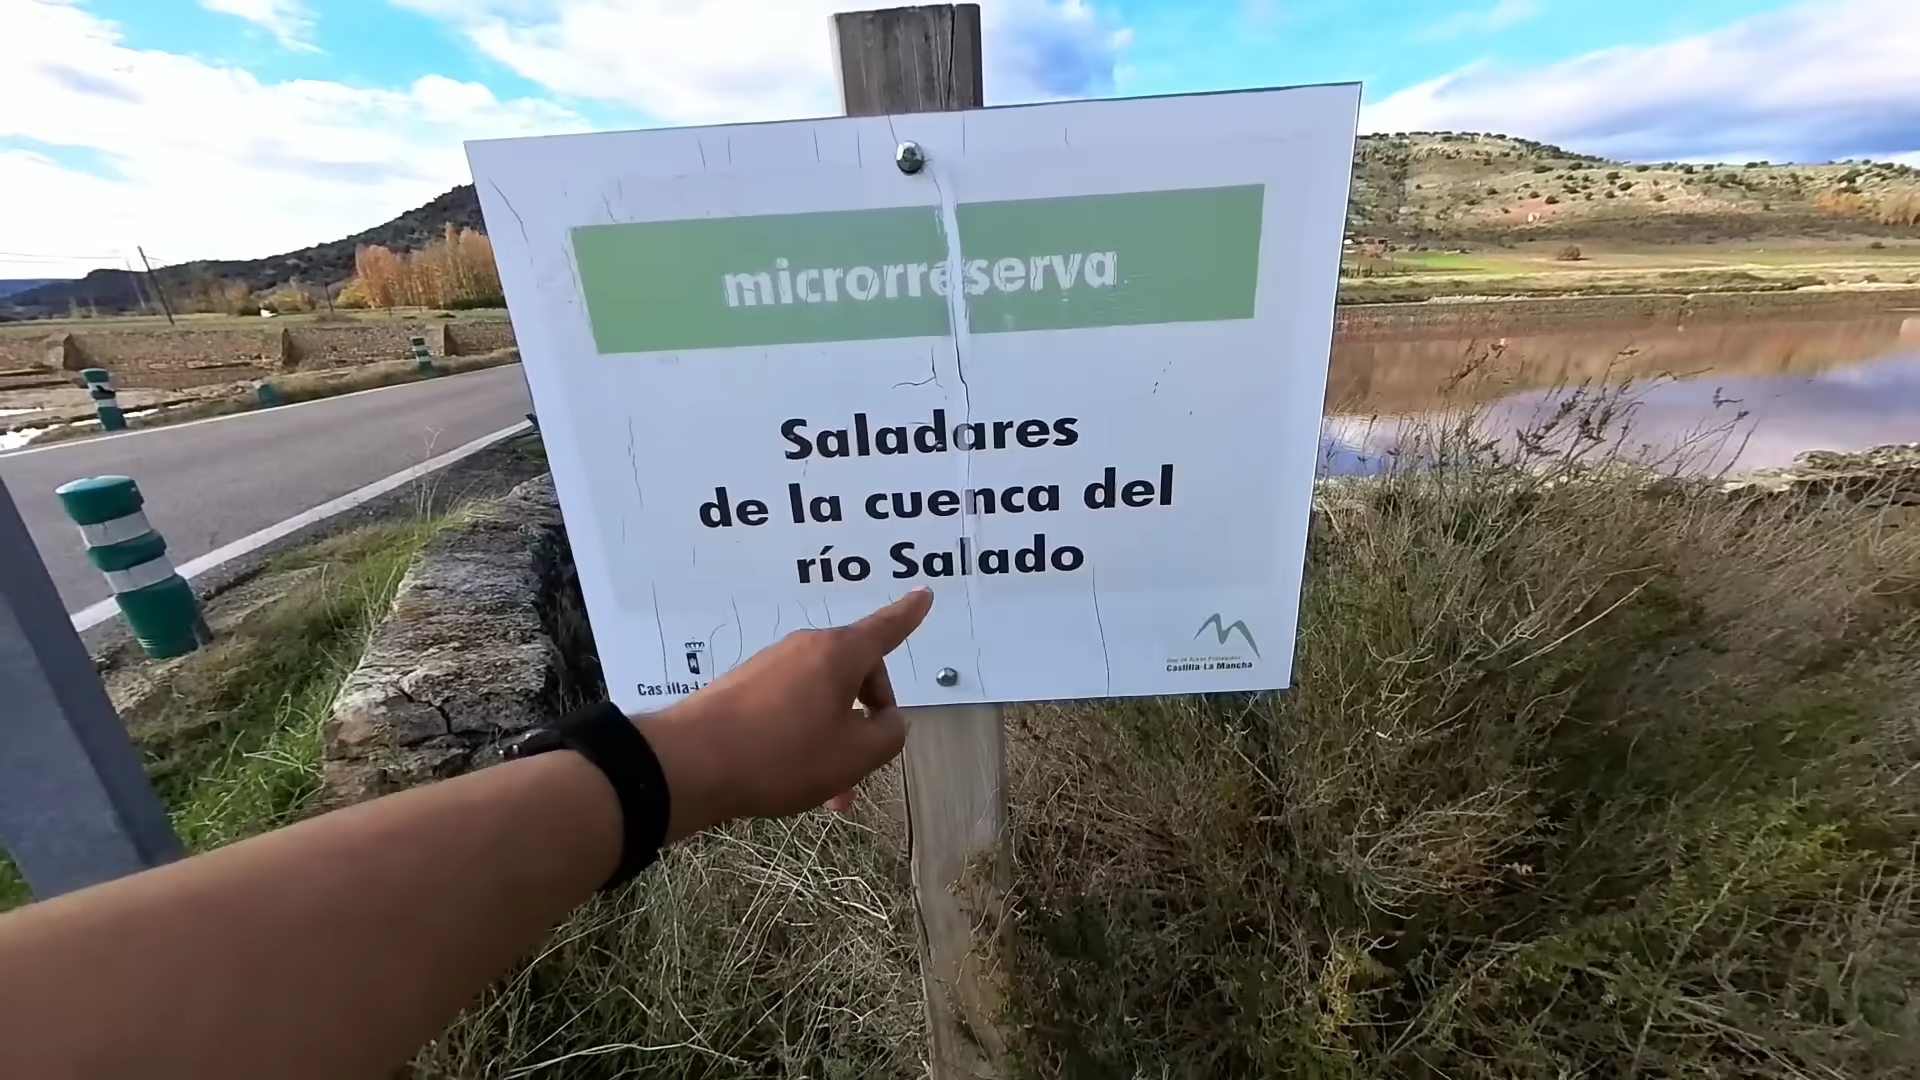 microrreserva
Saladares
de la cuenca del
río Salado
Castilla-La Mancha